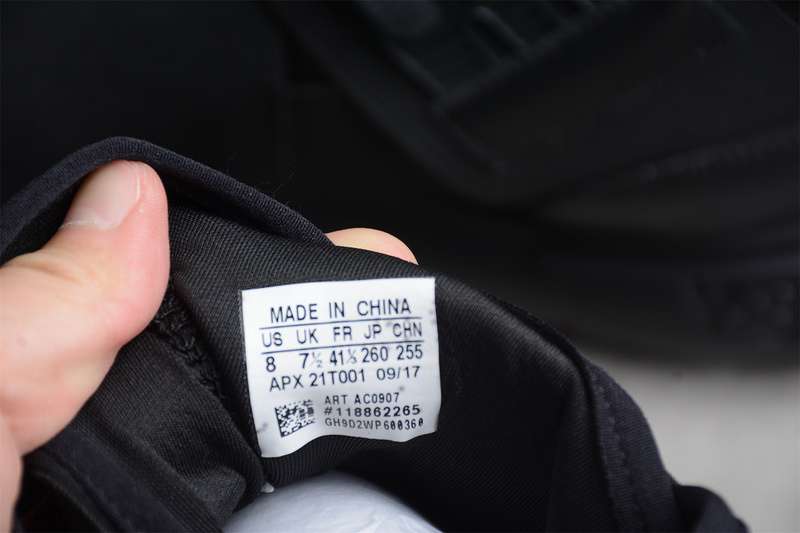 MADE IN CHINA
US UK FR JP CHN
8 7½ 41⅓ 260 255
APX 21T001 09/17
ART AC0907
#118862265
GH9D2WP600360